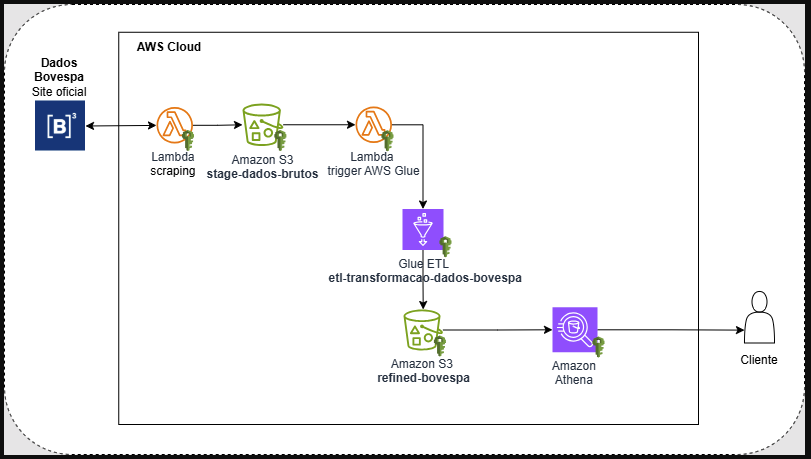 AWS Cloud
Dados
Bovespa
Site oficial
[B]³
Lambda
scraping
Amazon S3
stage-dados-brutos
Lambda
trigger AWS Glue
Glue ETL
etl-transformacao-dados-bovespa
Amazon S3
refined-bovespa
Amazon
Athena
Cliente